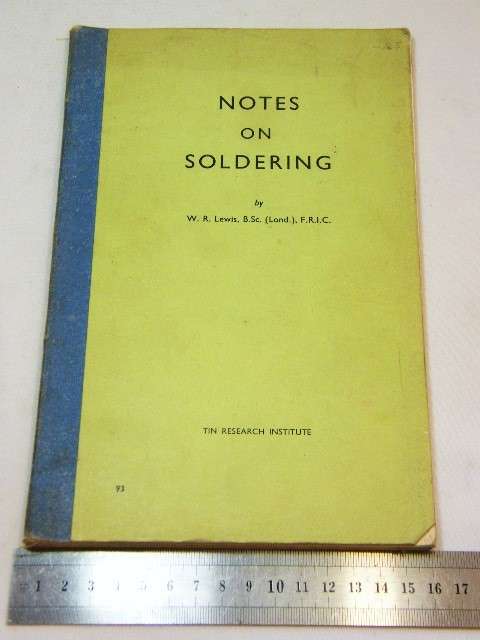 NOTES
ON
SOLDERING
by
W. R. Lewis, B.Sc. (Lond.), F.R.I.C.
TIN RESEARCH INSTITUTE
93
1 2 3 4 5 6 7 8 9 10 11 12 13 14 15 16 17